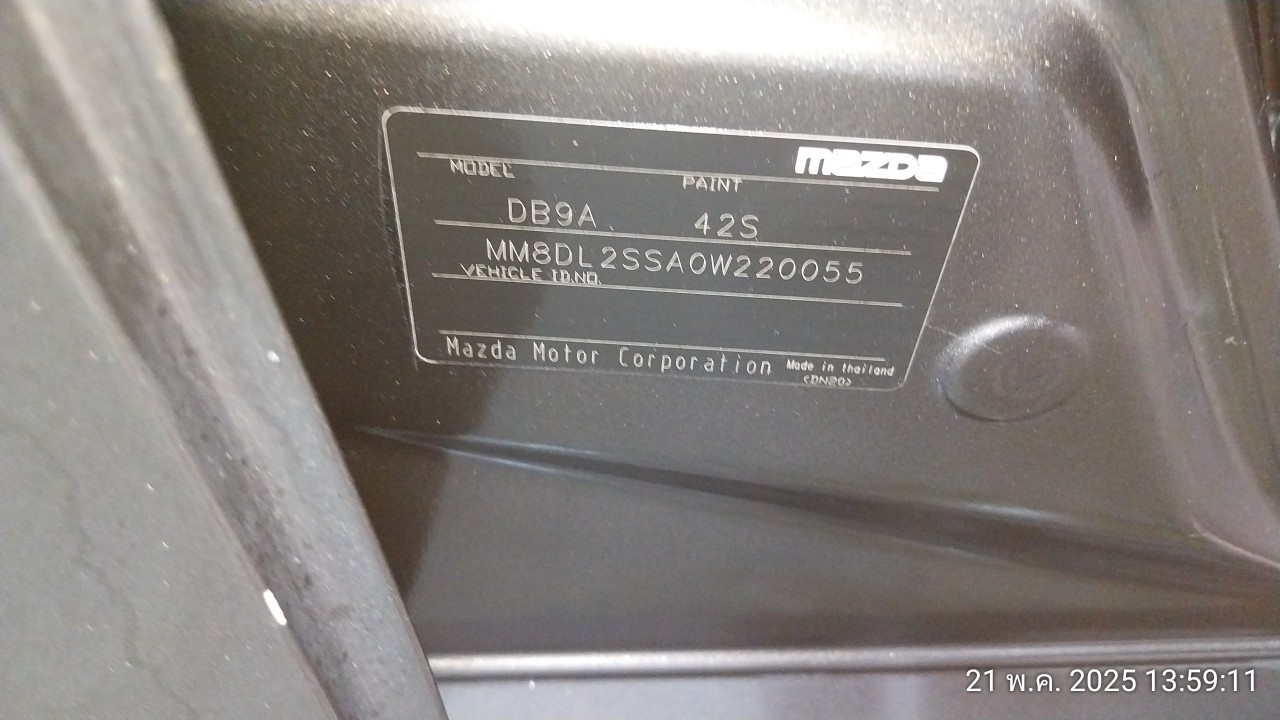 mazda
MODEL PAINT
DB9A 42S
MM8DL2SSA0W220055
VEHICLE ID.NO.
Mazda Motor Corporation Made in thailand
<DN20>
21 พ.ค. 2025 13:59:11